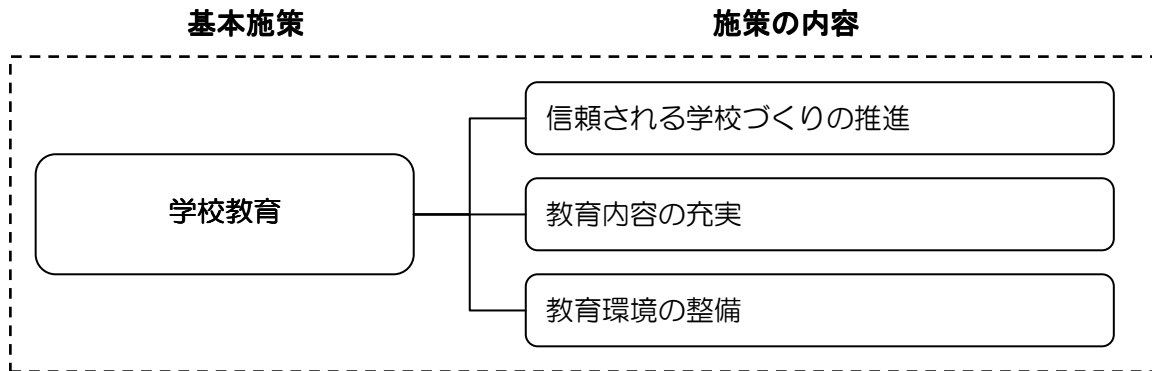 基本施策
施策の内容
学校教育
信頼される学校づくりの推進
教育内容の充実
教育環境の整備